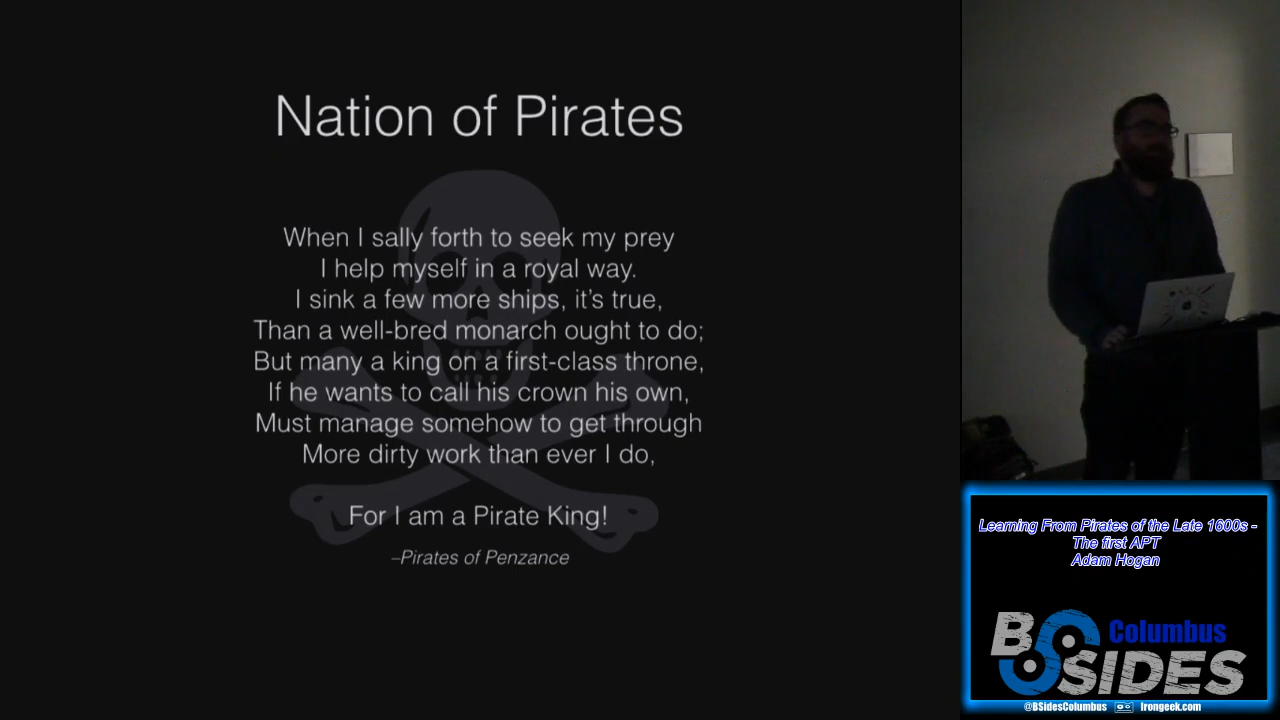 Nation of Pirates
When I sally forth to seek my prey
I help myself in a royal way.
I sink a few more ships, it's true,
Than a well-bred monarch ought to do;
But many a king on a first-class throne,
If he wants to call his crown his own,
Must manage somehow to get through
More dirty work than ever I do,
For I am a Pirate King!
–Pirates of Penzance
Learning From Pirates of the Late 1600s -
The first APT
Adam Hogan
BSIDES
Columbus
@BSidesColumbus Irongeek.com